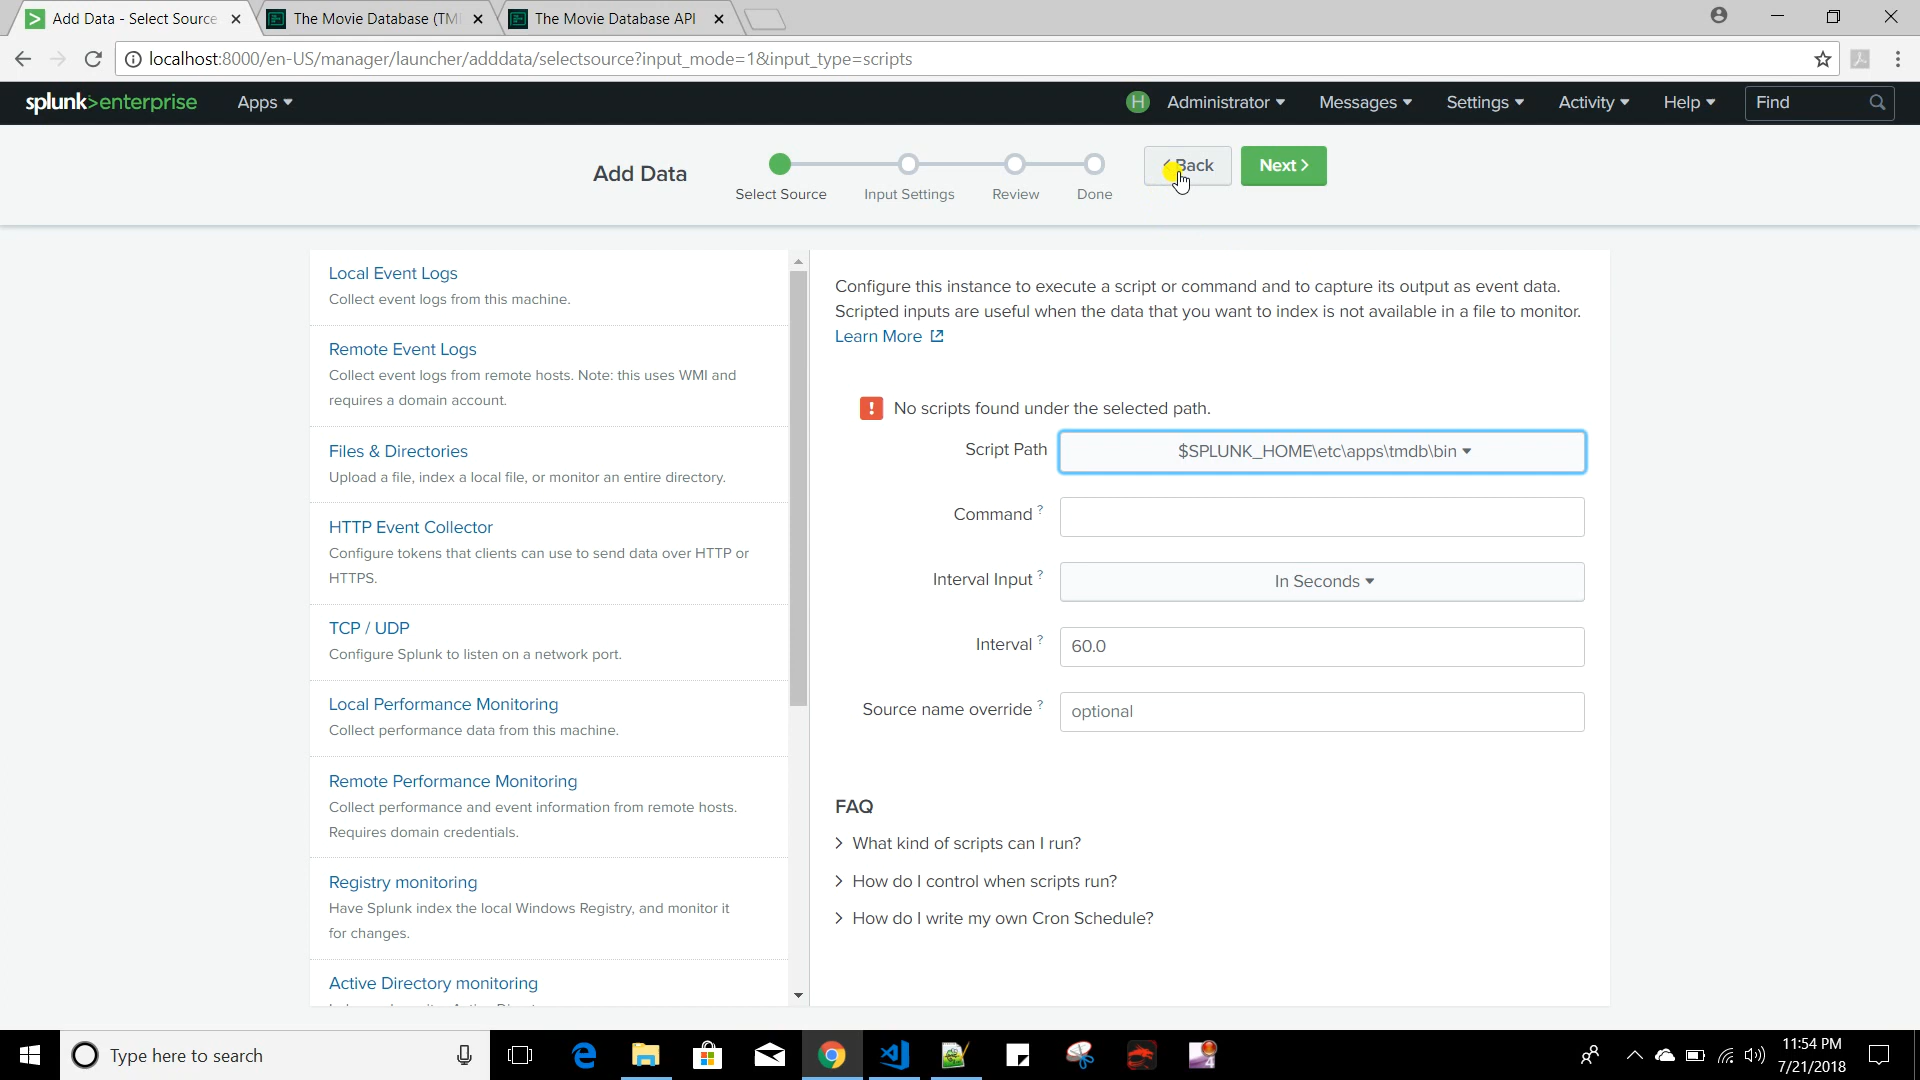 Add Data - Select Source
The Movie Database (TM
The Movie Database API
localhost:8000/en-US/manager/launcher/adddata/selectsource?input_mode=1&input_type=scripts
splunk>enterprise
Apps
H
Administrator
Messages
Settings
Activity
Help
Find
Add Data
Select Source
Input Settings
Review
Done
< Back
Next >
Local Event Logs
Collect event logs from this machine.
Remote Event Logs
Collect event logs from remote hosts. Note: this uses WMI and
requires a domain account.
Files & Directories
Upload a file, index a local file, or monitor an entire directory.
HTTP Event Collector
Configure tokens that clients can use to send data over HTTP or
HTTPS.
TCP / UDP
Configure Splunk to listen on a network port.
Local Performance Monitoring
Collect performance data from this machine.
Remote Performance Monitoring
Collect performance and event information from remote hosts.
Requires domain credentials.
Registry monitoring
Have Splunk index the local Windows Registry, and monitor it
for changes.
Active Directory monitoring
Configure this instance to execute a script or command and to capture its output as event data.
Scripted inputs are useful when the data that you want to index is not available in a file to monitor.
Learn More
! No scripts found under the selected path.
Script Path
$SPLUNK_HOME\etc\apps\tmdb\bin
Command ?
Interval Input ?
In Seconds
Interval ?
60.0
Source name override ?
optional
FAQ
> What kind of scripts can I run?
> How do I control when scripts run?
> How do I write my own Cron Schedule?
Type here to search
11:54 PM
7/21/2018